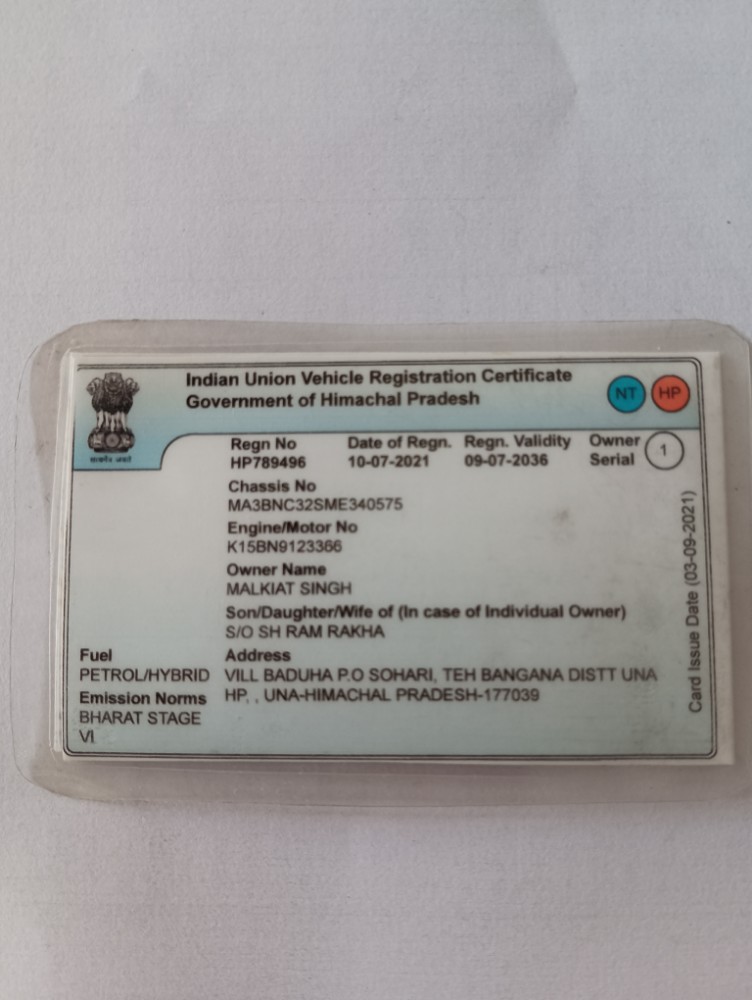 Indian Union Vehicle Registration Certificate
Government of Himachal Pradesh
NT HP
सत्यमेव जयते
Regn No Date of Regn. Regn. Validity Owner Serial 1
HP789496 10-07-2021 09-07-2036
Chassis No
MA3BNC32SME340575
Engine/Motor No
K15BN9123366
Owner Name
MALKIAT SINGH
Son/Daughter/Wife of (In case of Individual Owner)
S/O SH RAM RAKHA
Fuel
PETROL/HYBRID
Emission Norms
BHARAT STAGE
VI
Address
VILL BADUHA P.O SOHARI, TEH BANGANA DISTT UNA
HP, , UNA-HIMACHAL PRADESH-177039
Card Issue Date (03-09-2021)